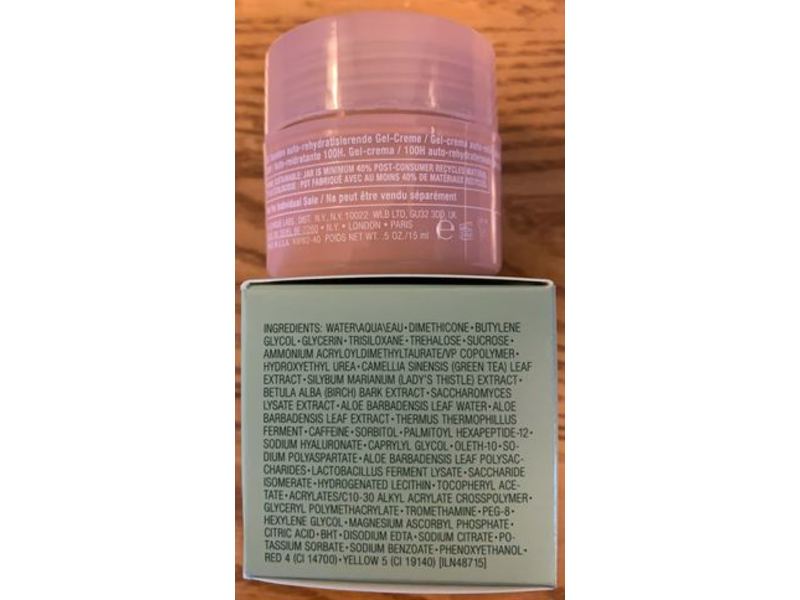 auto-rehydratisierende Gel-Creme / Gel-crema auto-
auto-reidratante 100H. Gel-crema / 100H auto-rehydraterende
JAR IS MINIMUM 40% POST-CONSUMER RECYCLED MATERIAL
POT FABRIQUÉ AVEC AU MOINS 40% DE MATÉRIAUX
Individual Sale / Ne peut être vendu séparément
LABS. DIST. N.Y., N.Y. 10022 WLB LTD, GU32 3DD, UK
2260 • N.Y. • LONDON • PARIS
POIDS NET WT. .5 OZ./15 ml
e
INGREDIENTS: WATER\AQUA\EAU • DIMETHICONE • BUTYLENE
GLYCOL • GLYCERIN • TRISILOXANE • TREHALOSE • SUCROSE •
AMMONIUM ACRYLOYLDIMETHYLTAURATE/VP COPOLYMER •
HYDROXYETHYL UREA • CAMELLIA SINENSIS (GREEN TEA) LEAF
EXTRACT • SILYBUM MARIANUM (LADY'S THISTLE) EXTRACT •
BETULA ALBA (BIRCH) BARK EXTRACT • SACCHAROMYCES
LYSATE EXTRACT • ALOE BARBADENSIS LEAF WATER • ALOE
BARBADENSIS LEAF EXTRACT • THERMUS THERMOPHILLUS
FERMENT • CAFFEINE • SORBITOL • PALMITOYL HEXAPEPTIDE-12 •
SODIUM HYALURONATE • CAPRYLYL GLYCOL • OLETH-10 • SO-
DIUM POLYASPARTATE • ALOE BARBADENSIS LEAF POLYSAC-
CHARIDES • LACTOBACILLUS FERMENT LYSATE • SACCHARIDE
ISOMERATE • HYDROGENATED LECITHIN • TOCOPHERYL ACE-
TATE • ACRYLATES/C10-30 ALKYL ACRYLATE CROSSPOLYMER •
GLYCERYL POLYMETHACRYLATE • TROMETHAMINE • PEG-8 •
HEXYLENE GLYCOL • MAGNESIUM ASCORBYL PHOSPHATE •
CITRIC ACID • BHT • DISODIUM EDTA • SODIUM CITRATE • PO-
TASSIUM SORBATE • SODIUM BENZOATE • PHENOXYETHANOL •
RED 4 (CI 14700) • YELLOW 5 (CI 19140) [ILN48715]